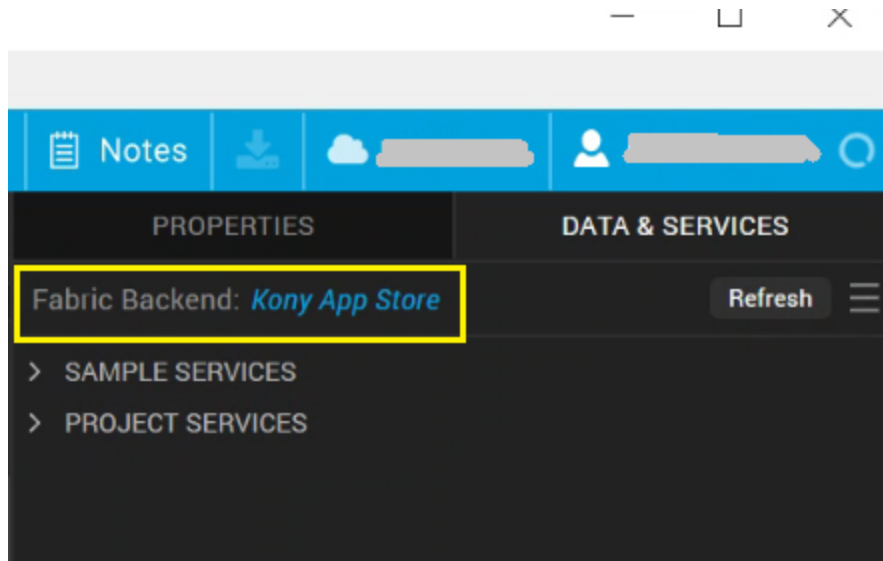 Notes
PROPERTIES DATA & SERVICES
Fabric Backend: Kony App Store Refresh
SAMPLE SERVICES
PROJECT SERVICES